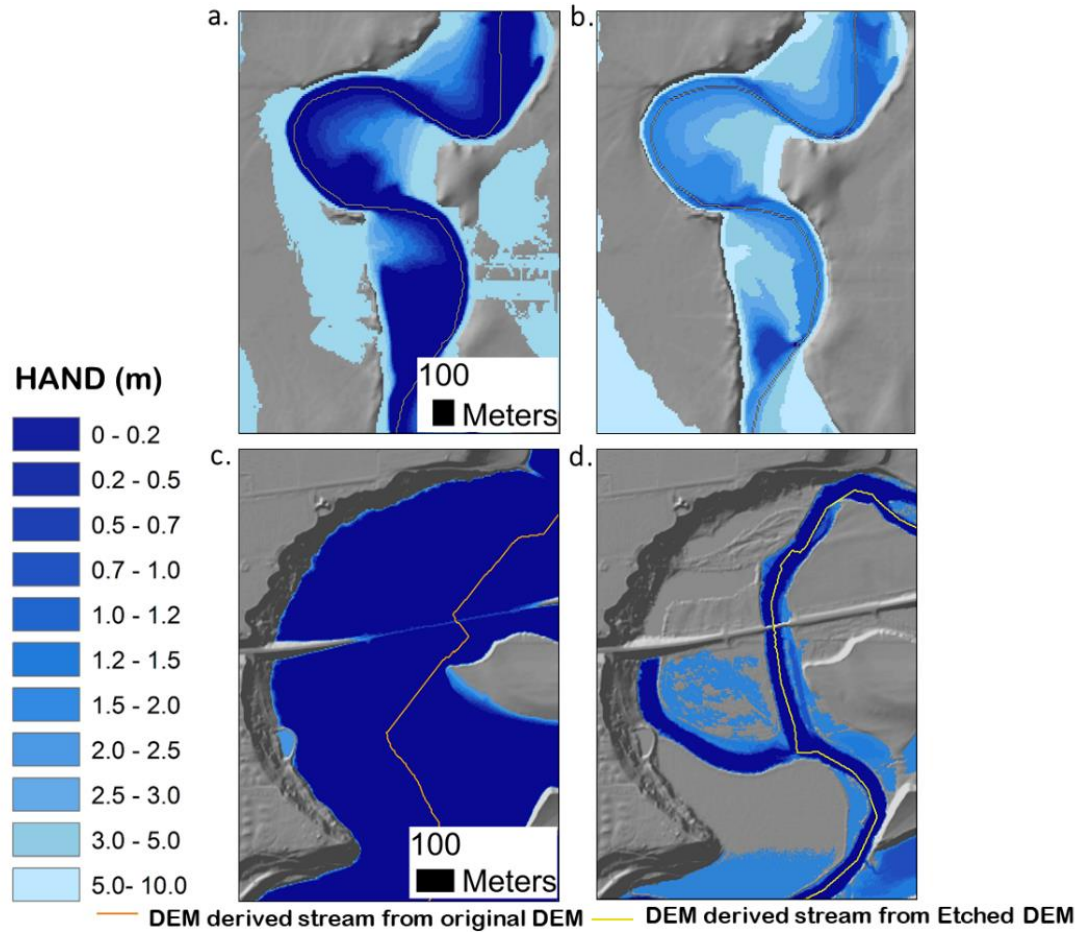 a.
b.
100
Meters
HAND (m)
0 - 0.2
0.2 - 0.5
0.5 - 0.7
0.7 - 1.0
1.0 - 1.2
1.2 - 1.5
1.5 - 2.0
2.0 - 2.5
2.5 - 3.0
3.0 - 5.0
5.0- 10.0
c.
d.
100
Meters
DEM derived stream from original DEM
DEM derived stream from Etched DEM